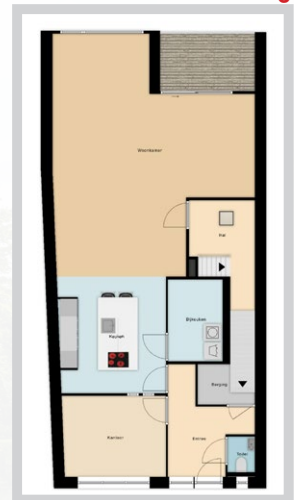 Woonkamer
Hal
Bijkeuken
Keuken
Berging
Kantoor
Entree
Toilet